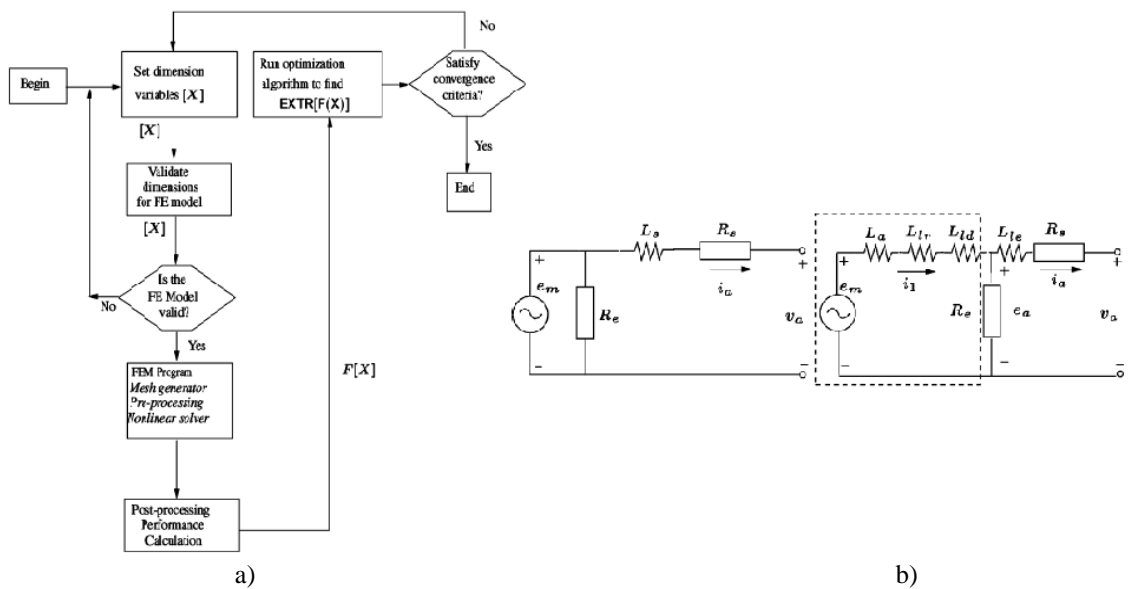 No
Begin
Set dimension
variables [X]
Run optimization
algorithm to find
EXTR[F(X)]
Satisfy
convergence
criteria?
Yes
End
[X]
Validate
dimensions
for FE model
[X]
Is the
FE Model
valid?
No
Yes
FEM Program
Mesh generator
Pre-processing
Nonlinear solver
F[X]
Post-processing
Performance
Calculation
a)
L_s R_s
+ +
e_m i_a
R_e v_a
- -
L_a L_lr L_ld L_le R_s
+ + +
e_m i_1 i_a
R_e e_a v_a
- - -
b)